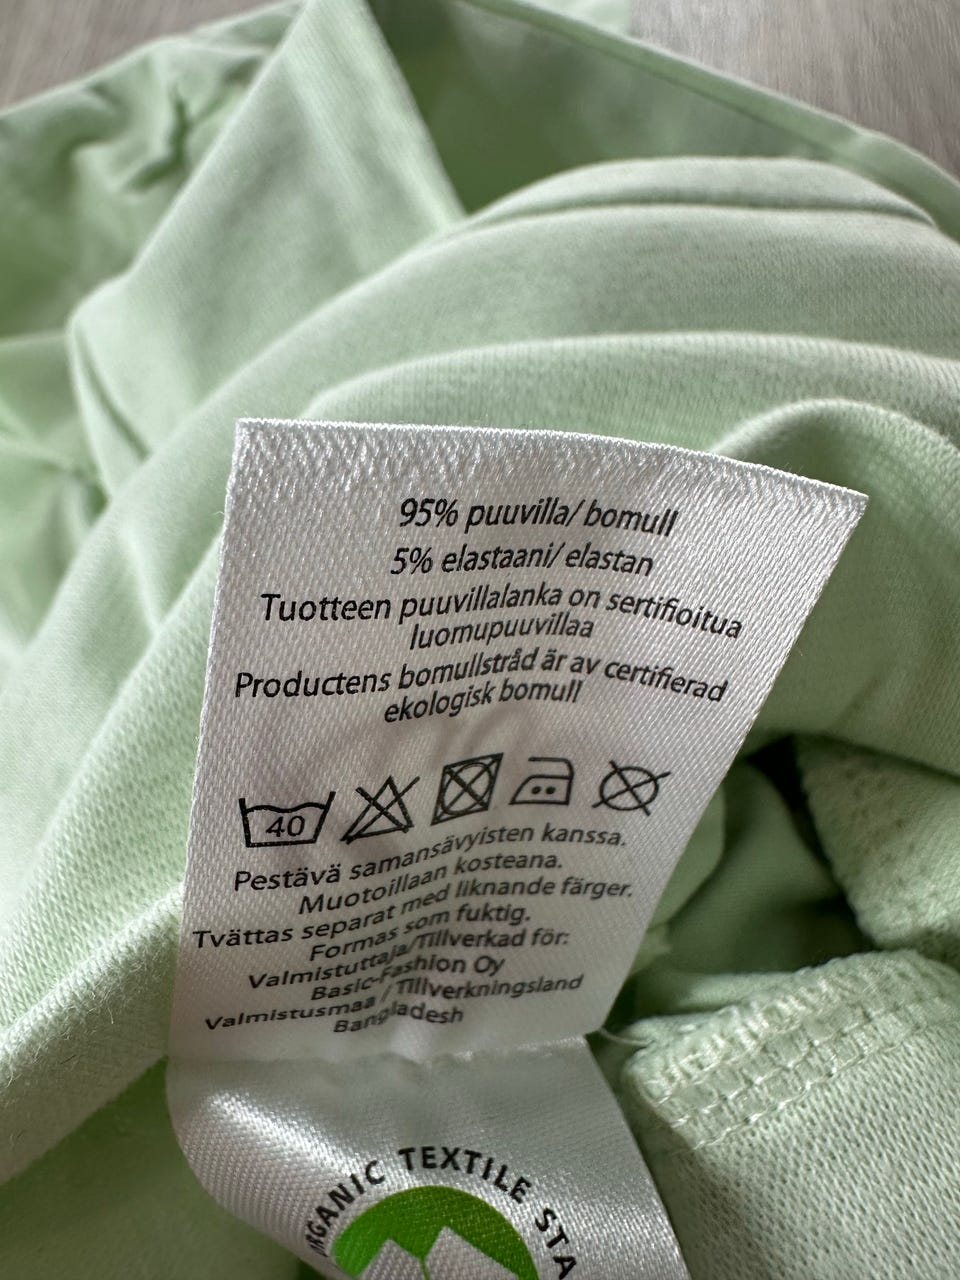 95% puuvilla/ bomull
5% elastaani/ elastan
Tuotteen puuvillalanka on sertifioitua
luomupuuvillaa
Productens bomullstråd är av certifierad
ekologisk bomull
40
Pestävä samansävyisten kanssa.
Muotoillaan kosteana.
Tvättas separat med liknande färger.
Formas som fuktig.
Valmistuttaja/Tillverkad för:
Basic-Fashion Oy
Valmistusmaa / Tillverkningsland
Bangladesh
ORGANIC TEXTILE STA